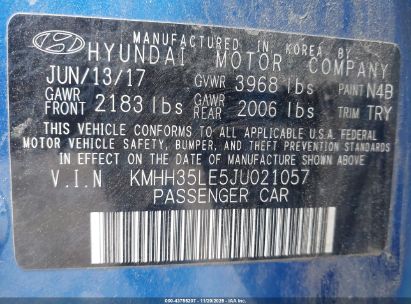 MANUFACTURED IN KOREA BY
HYUNDAI MOTOR COMPANY
JUN/13/17 GVWR 3968 lbs PAINT N4B
GAWR FRONT 2183 lbs GAWR REAR 2006 lbs TRIM TRY
THIS VEHICLE CONFORMS TO ALL APPLICABLE U.S.A FEDERAL
MOTOR VEHICLE SAFETY, BUMPER, AND THEFT PREVENTION STANDARDS
IN EFFECT ON THE DATE OF MANUFACTURE SHOWN ABOVE.
V.I.N KMHH35LE5JU021057
PASSENGER CAR